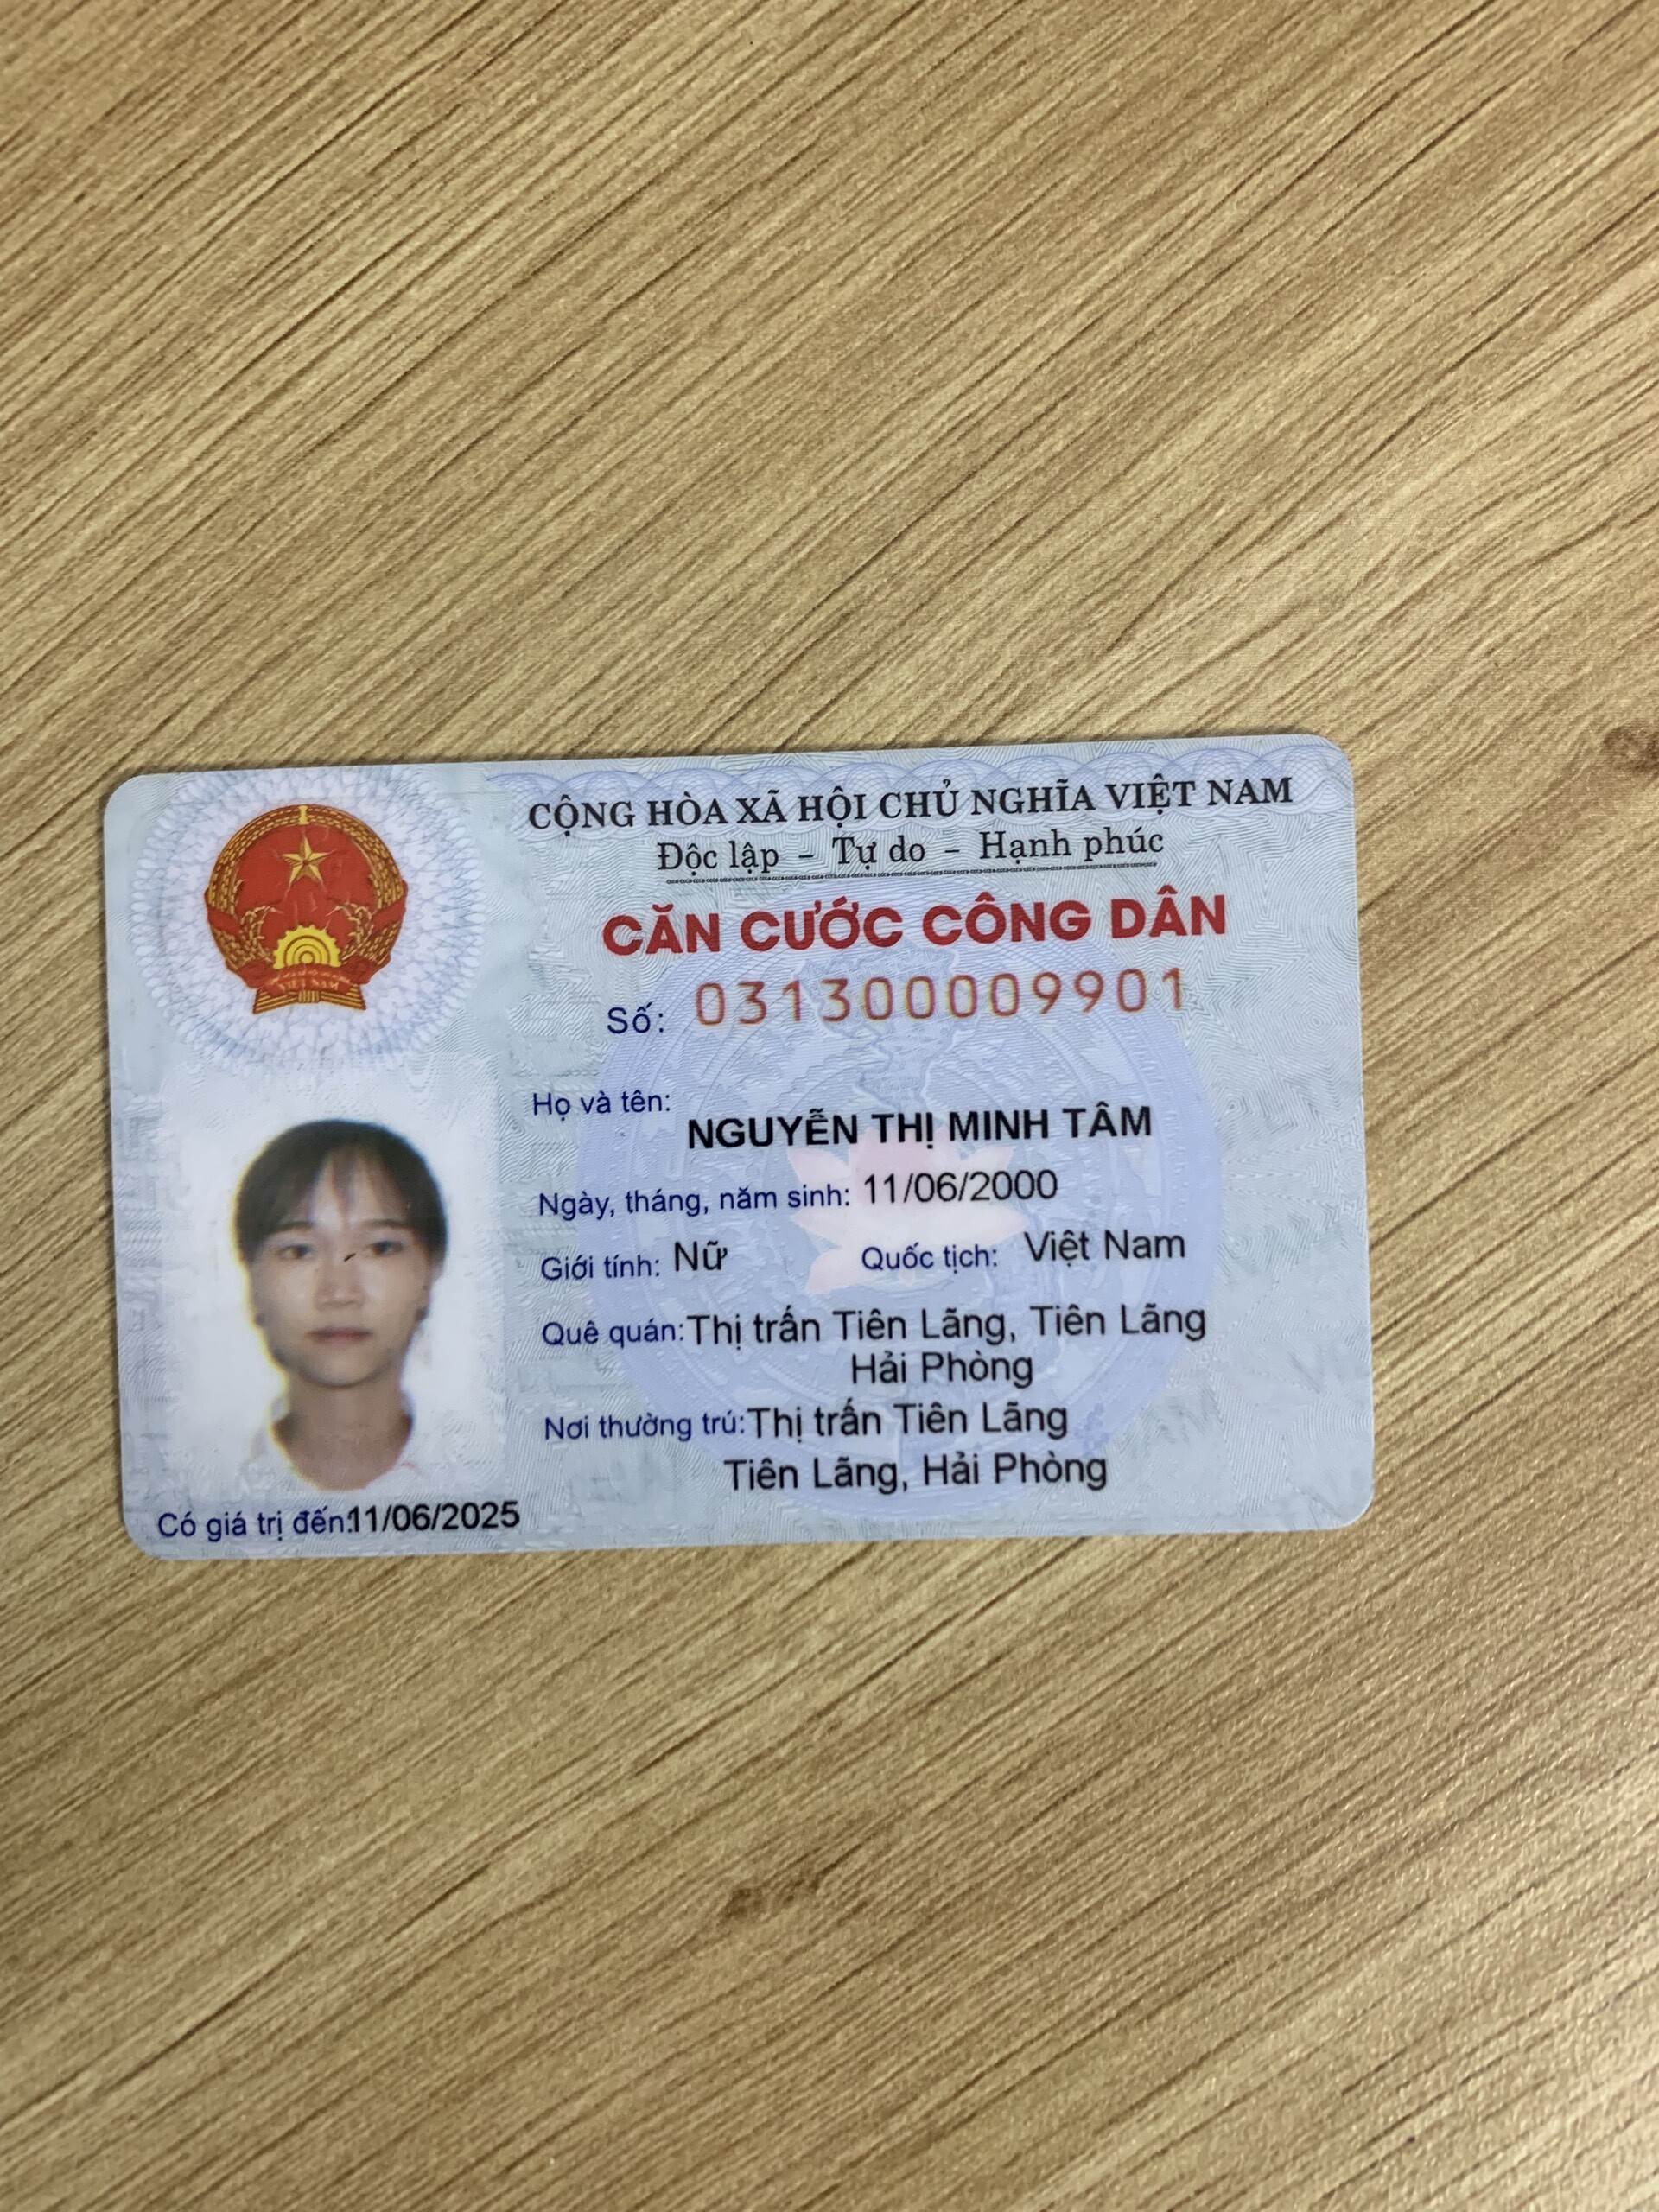 CỘNG HÒA XÃ HỘI CHỦ NGHĨA VIỆT NAM
Độc lập – Tự do – Hạnh phúc
CĂN CƯỚC CÔNG DÂN
Số: 031300009901
Họ và tên:
NGUYỄN THỊ MINH TÂM
Ngày, tháng, năm sinh: 11/06/2000
Giới tính: Nữ Quốc tịch: Việt Nam
Quê quán: Thị trấn Tiên Lãng, Tiên Lãng
Hải Phòng
Nơi thường trú: Thị trấn Tiên Lãng
Tiên Lãng, Hải Phòng
Có giá trị đến: 11/06/2025
VIỆT NAM